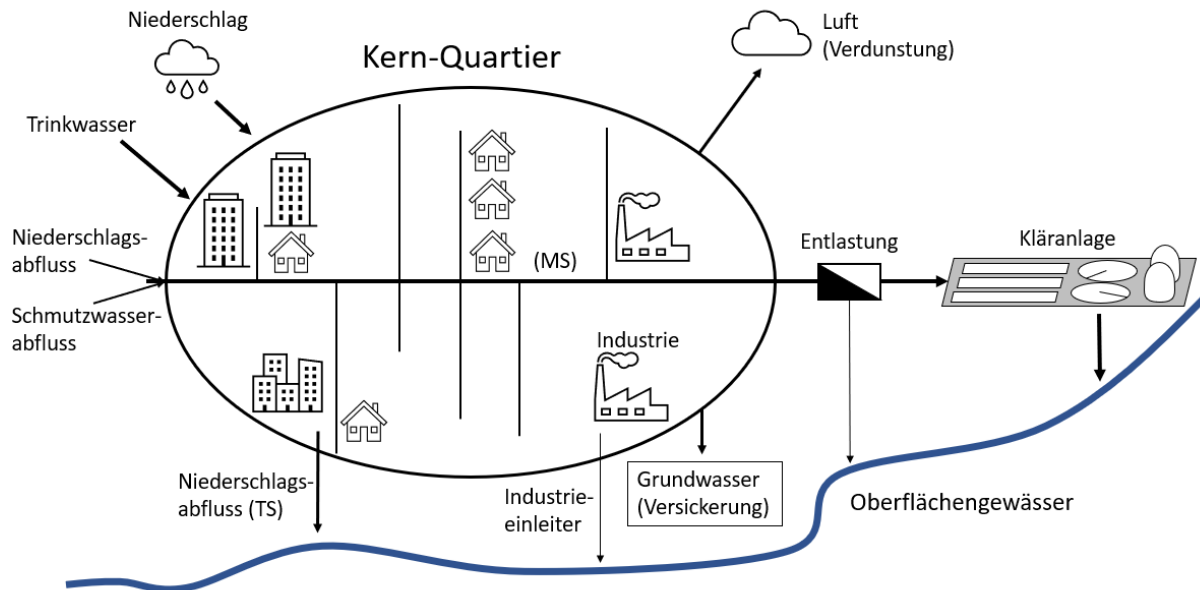 Niederschlag
Luft
(Verdunstung)
Kern-Quartier
Trinkwasser
Niederschlags-
abfluss
Schmutzwasser-
abfluss
(MS)
Entlastung
Kläranlage
Industrie
Niederschlags-
abfluss (TS)
Industrie-
einleiter
Grundwasser
(Versickerung)
Oberflächengewässer